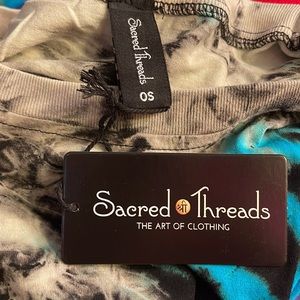 Sacred Threads
OS
Sacred श्री Threads
THE ART OF CLOTHING